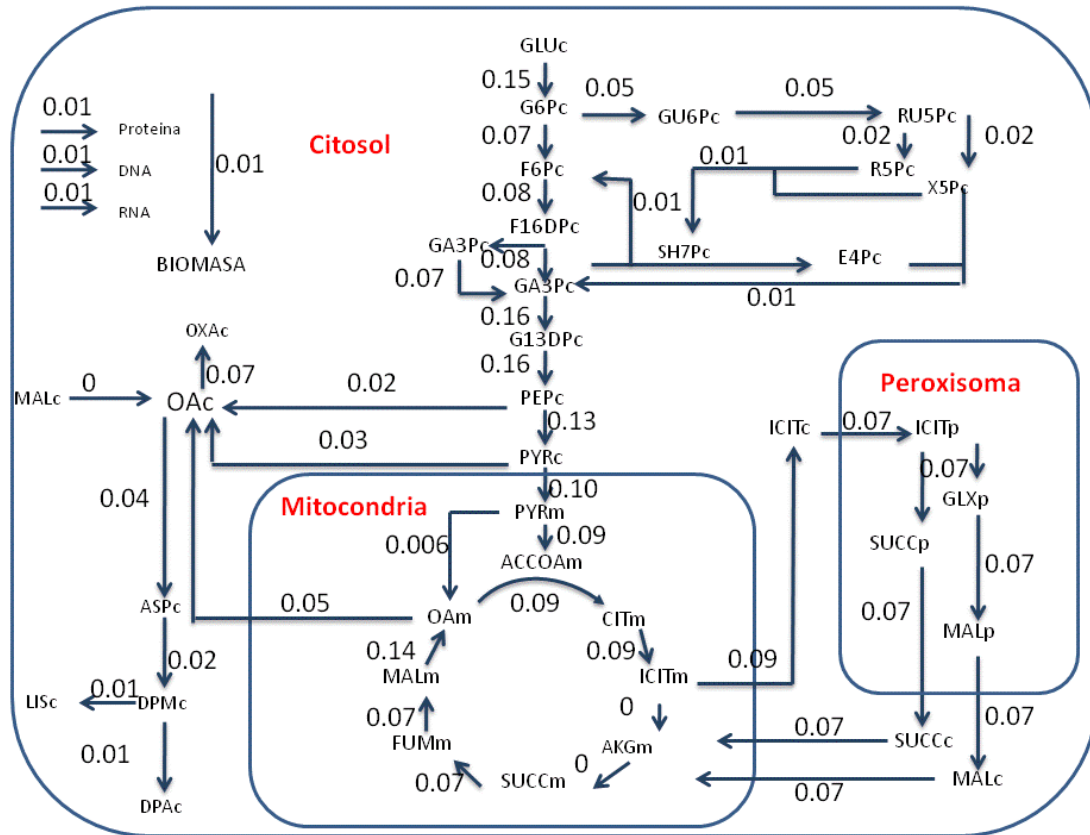 GLUc
0.15
0.05
0.05
G6Pc
GU6Pc
RU5Pc
0.01
Proteina
0.01
DNA
0.01
RNA
0.01
BIOMASA
Citosol
0.07
F6Pc
0.08
F16DPc
GA3Pc
0.08
0.07
GA3Pc
0.16
G13DPc
0.16
PEPc
0.13
PYRc
0.02
0.02
R5Pc
X5Pc
0.01
0.01
SH7Pc
E4Pc
0.01
OXAc
0.07
MALc
0
OAc
0.02
0.03
0.04
ASPc
0.02
LISc
0.01
DPMc
0.01
DPAc
Mitocondria
0.10
PYRm
0.006
0.09
ACCOAm
0.09
OAm
CITm
0.05
0.14
0.09
MALm
ICITm
0.09
0.07
0
FUMm
AKGm
0.07
SUCCm
0
Peroxisoma
ICITc
0.07
ICITp
0.07
GLXp
SUCCp
0.07
0.07
MALp
0.07
0.07
SUCCc
0.07
MALc